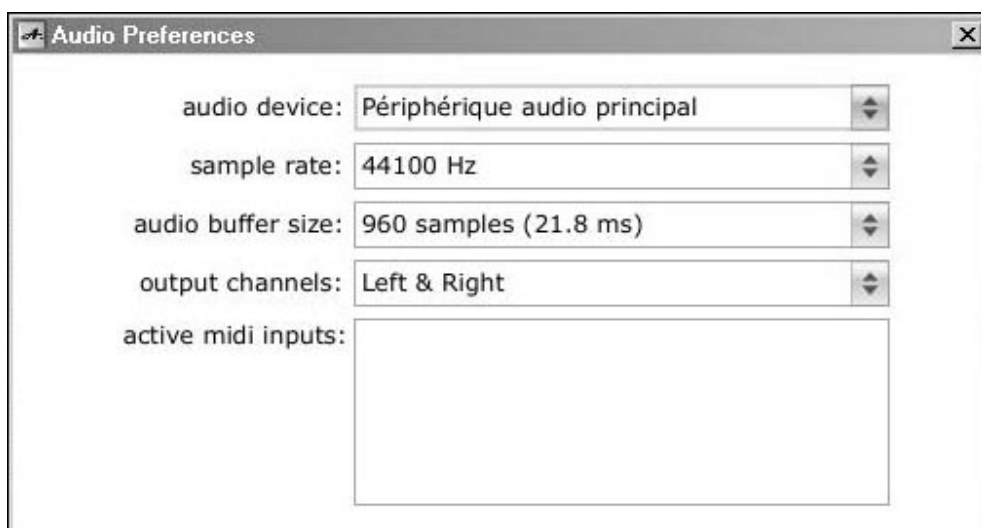 Audio Preferences
audio device: Périphérique audio principal
sample rate: 44100 Hz
audio buffer size: 960 samples (21.8 ms)
output channels: Left & Right
active midi inputs: